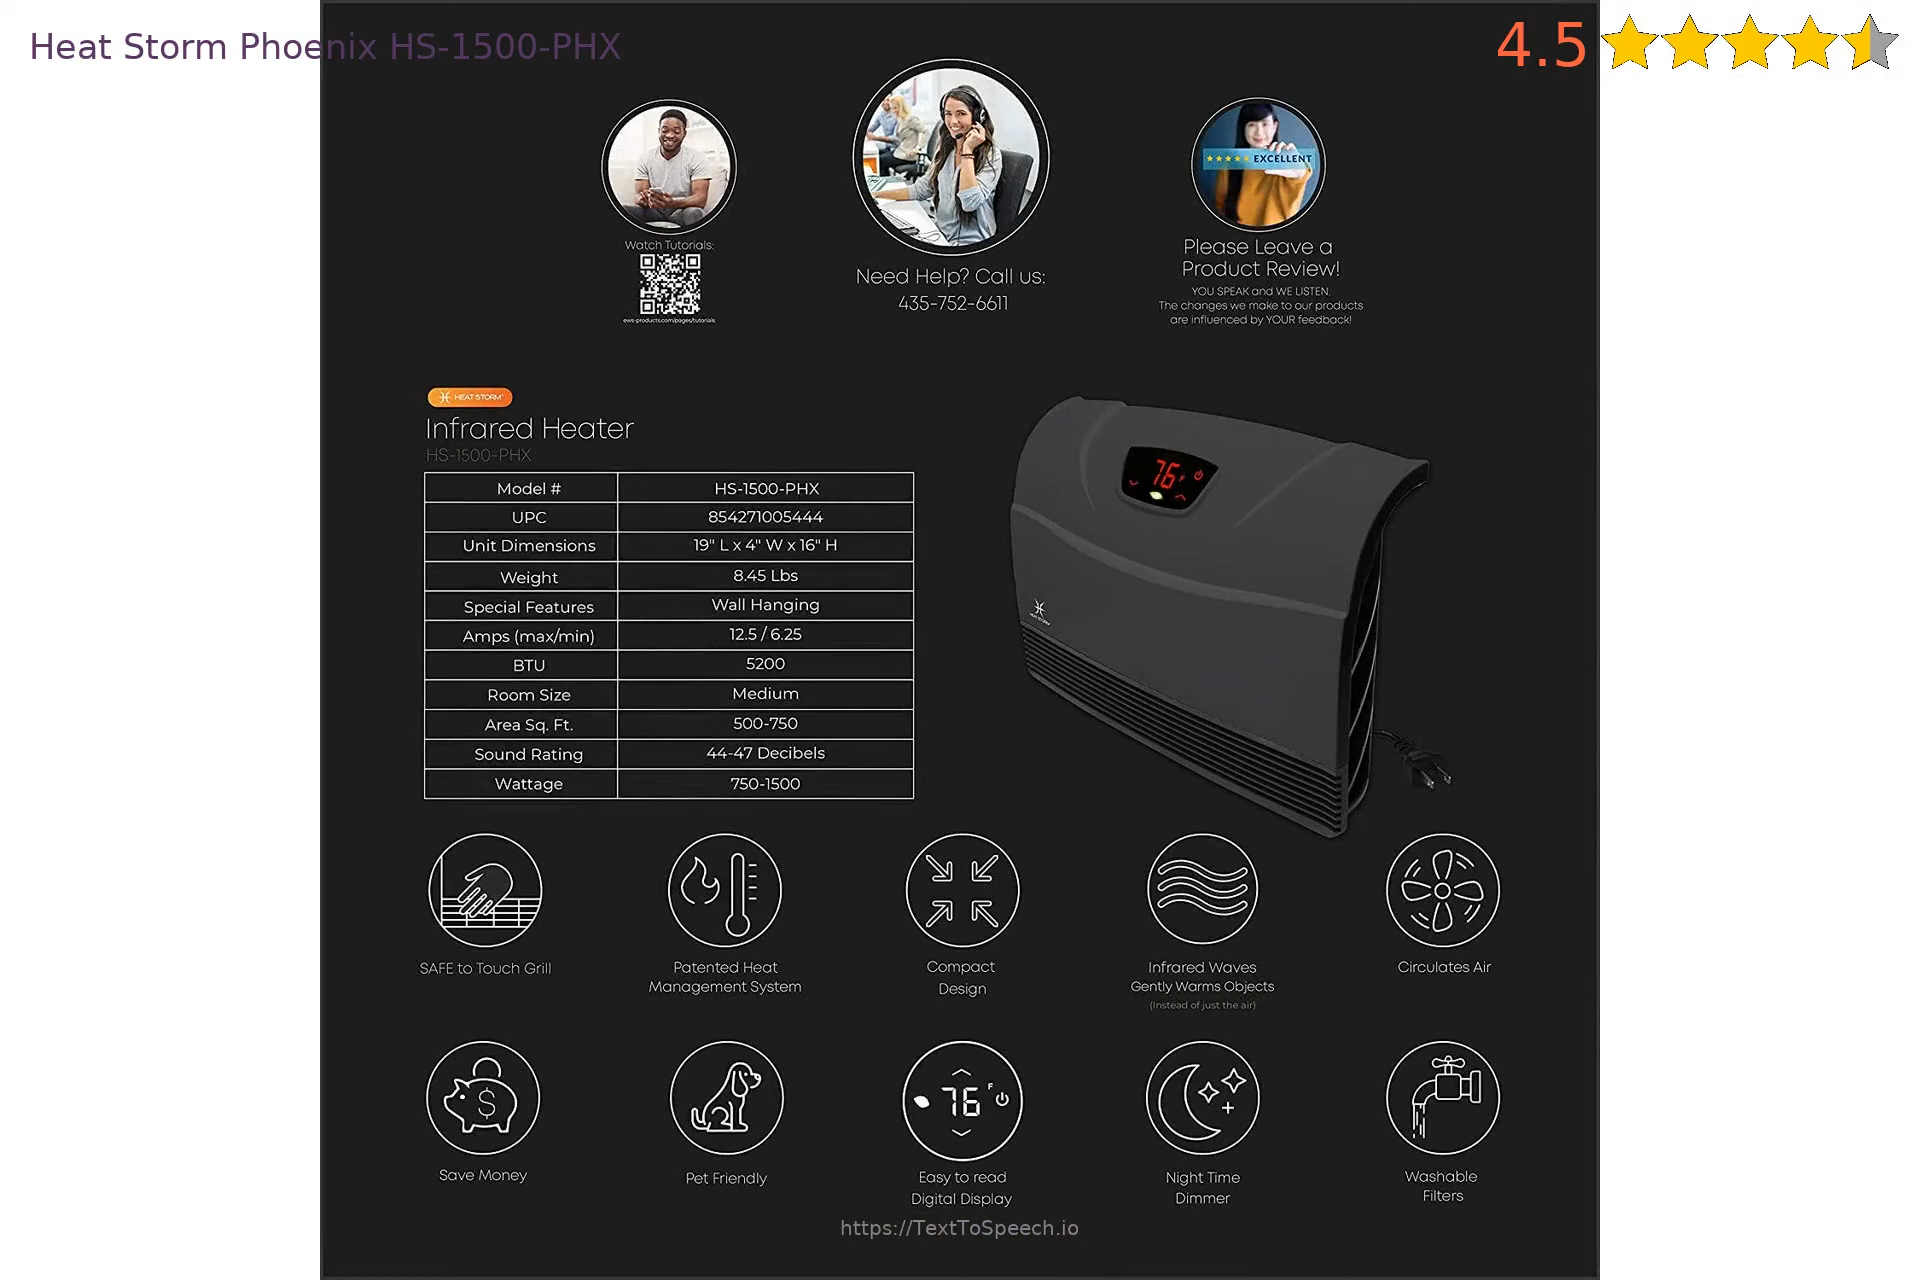 Heat Storm Phoenix HS-1500-PHX
4.5
EXCELLENT
Watch Tutorials:
ews-products.com/pages/tutorials
Need Help? Call us:
435-752-6611
Please Leave a
Product Review!
YOU SPEAK and WE LISTEN.
The changes we make to our products
are influenced by YOUR feedback!
HEAT STORM
Infrared Heater
HS-1500-PHX
Model # HS-1500-PHX
UPC 854271005444
Unit Dimensions 19" L x 4" W x 16" H
Weight 8.45 Lbs
Special Features Wall Hanging
Amps (max/min) 12.5 / 6.25
BTU 5200
Room Size Medium
Area Sq. Ft. 500-750
Sound Rating 44-47 Decibels
Wattage 750-1500
76 F
HEAT STORM
SAFE to Touch Grill
Patented Heat
Management System
Compact
Design
Infrared Waves
Gently Warms Objects
(Instead of just the air)
Circulates Air
$
76 F
Save Money
Pet Friendly
Easy to read
Digital Display
Night Time
Dimmer
Washable
Filters
https://TextToSpeech.io